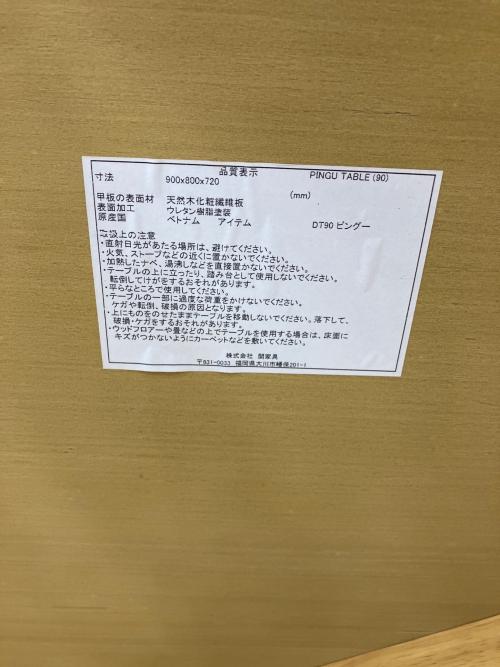 品質表示
寸法 900x800x720 PINGU TABLE (90)
(mm)
甲板の表面材 天然木化粧繊維板
表面加工 ウレタン樹脂塗装
原産国 ベトナム アイテム DT90 ピングー
取扱上の注意
・直射日光があたる場所は、避けてください。
・火気、ストーブなどの近くに置かないでください。
・加熱したナベ、湯沸しなどを直接置かないでください。
・テーブルの上に立ったり、踏み台として使用しないでください。
転倒してけがをするおそれがあります。
・平らなところで使用してください。
・テーブルの一部に過度な荷重をかけないでください。
ケガや転倒、破損の原因となります。
・上にものをのせたままテーブルを移動しないでください。落下して、
破損・ケガをするおそれがあります。
・ウッドフロアーや畳などの上でテーブルを使用する場合は、床面に
キズがつかないようにカーペットなどを敷いてください。
株式会社 関家具
〒831-0033 福岡県大川市幡保201-1